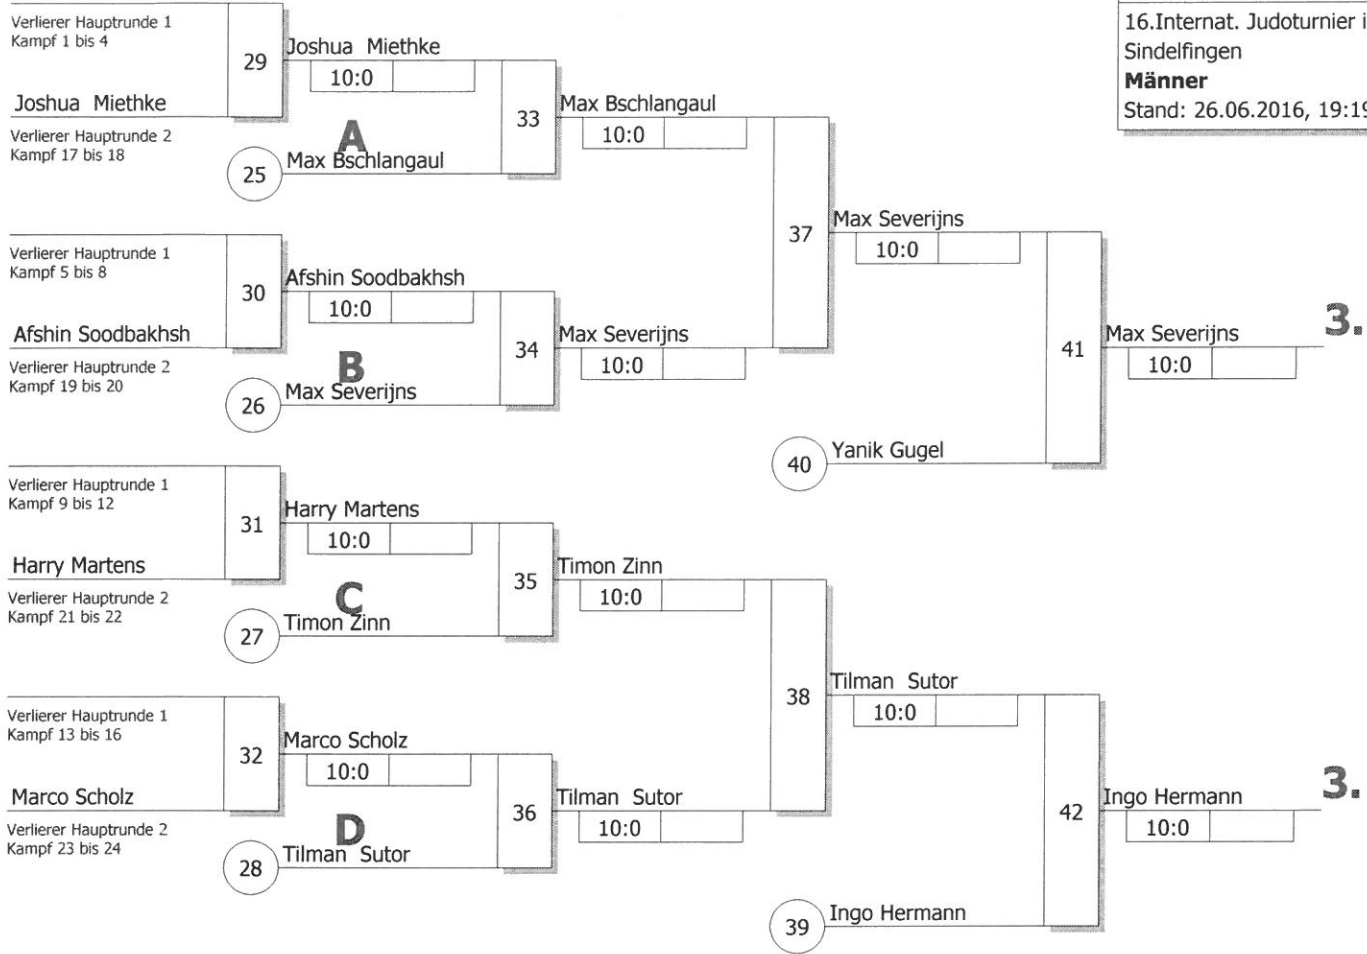 16.Internat. Judoturnier i
Sindelfingen
Männer
Stand: 26.06.2016, 19:19
Verlierer Hauptrunde 1
Kampf 1 bis 4
29
Joshua Miethke
10:0
Joshua Miethke
Verlierer Hauptrunde 2
Kampf 17 bis 18
A
25
Max Bschlangaul
33
Max Bschlangaul
10:0
Verlierer Hauptrunde 1
Kampf 5 bis 8
30
Afshin Soodbakhsh
10:0
Afshin Soodbakhsh
Verlierer Hauptrunde 2
Kampf 19 bis 20
B
26
Max Severijns
34
Max Severijns
10:0
37
Max Severijns
10:0
40
Yanik Gugel
41
Max Severijns
10:0
3.
Verlierer Hauptrunde 1
Kampf 9 bis 12
31
Harry Martens
10:0
Harry Martens
Verlierer Hauptrunde 2
Kampf 21 bis 22
C
27
Timon Zinn
35
Timon Zinn
10:0
Verlierer Hauptrunde 1
Kampf 13 bis 16
32
Marco Scholz
10:0
Marco Scholz
Verlierer Hauptrunde 2
Kampf 23 bis 24
D
28
Tilman Sutor
36
Tilman Sutor
10:0
38
Tilman Sutor
10:0
39
Ingo Hermann
42
Ingo Hermann
10:0
3.